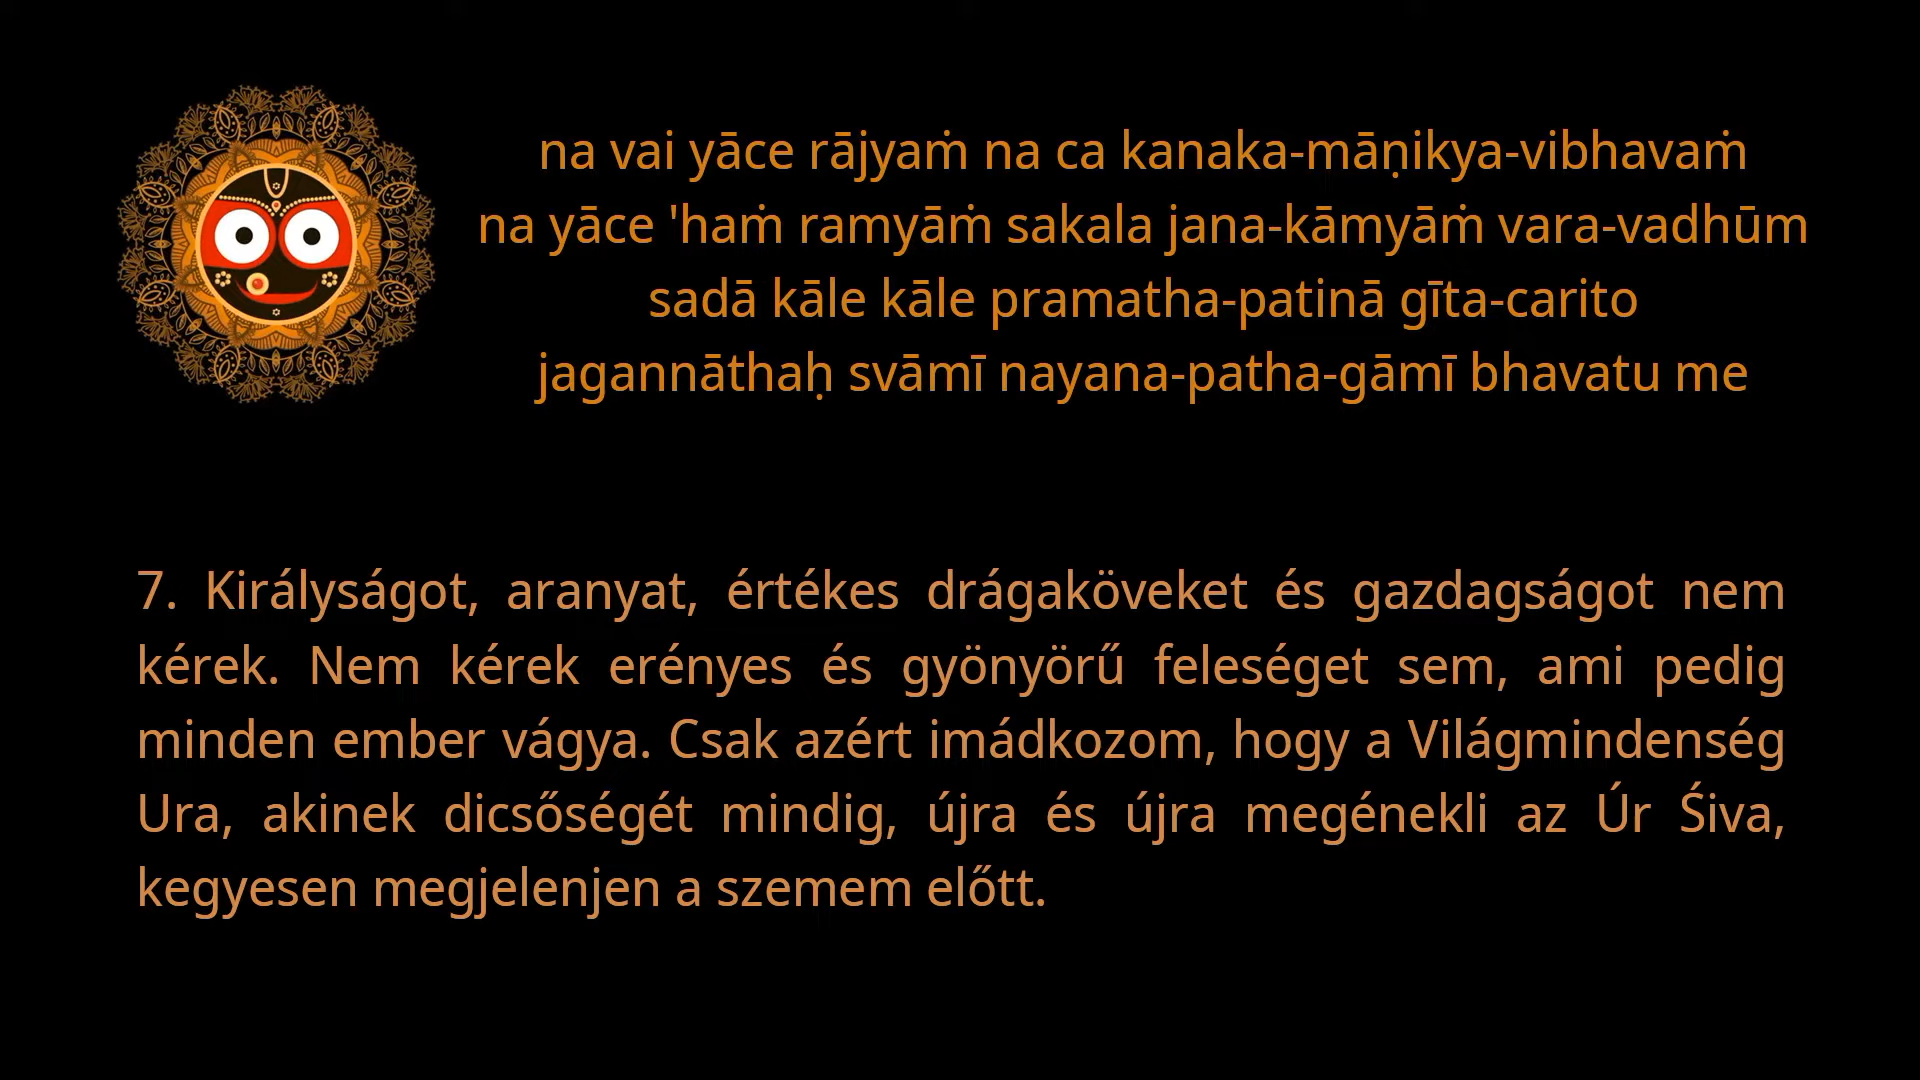 na vai yāce rājyaṁ na ca kanaka-māṇikya-vibhavaṁ
na yāce 'haṁ ramyāṁ sakala jana-kāmyāṁ vara-vadhūm
sadā kāle kāle pramatha-patinā gīta-carito
jagannāthaḥ svāmī nayana-patha-gāmī bhavatu me
7. Királyságot, aranyat, értékes drágaköveket és gazdagságot nem
kérek. Nem kérek erényes és gyönyörű feleséget sem, ami pedig
minden ember vágya. Csak azért imádkozom, hogy a Világmindenség
Ura, akinek dicsőségét mindig, újra és újra megénekli az Úr Śiva,
kegyesen megjelenjen a szemem előtt.